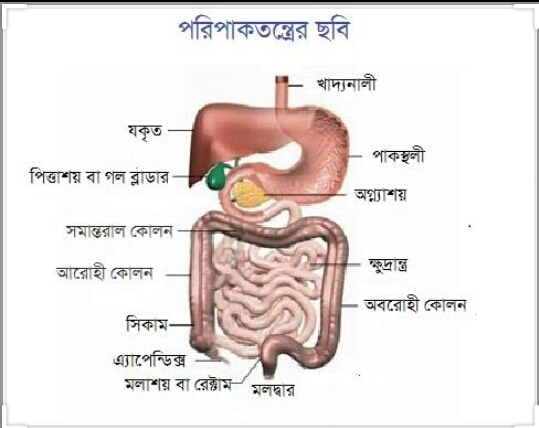 পরিপাকতন্ত্রের ছবি
খাদ্যনালী
যকৃত
পাকস্থলী
পিত্তাশয় বা গল ব্লাডার
অগ্ন্যাশয়
সমান্তরাল কোলন
ক্ষুদ্রান্ত্র
আরোহী কোলন
অবরোহী কোলন
সিকাম
এ্যাপেন্ডিক্স
মলাশয় বা রেক্টাম
মলদ্বার